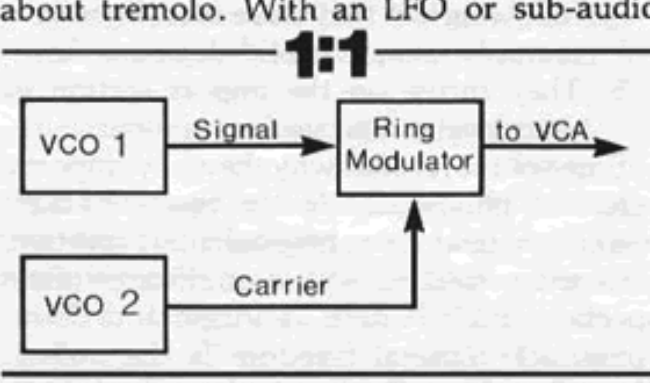 about tremolo. With an LFO or sub-audio
1:1
VCO 1
Signal
Ring
Modulator
to VCA
VCO 2
Carrier